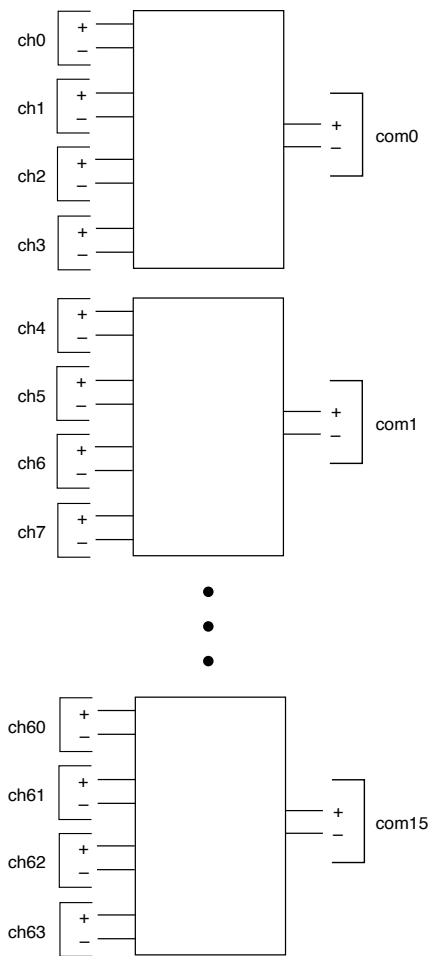 ch0
+
−
ch1
+
−
ch2
+
−
ch3
+
−
+
−
com0
ch4
+
−
ch5
+
−
ch6
+
−
ch7
+
−
+
−
com1
ch60
+
−
ch61
+
−
ch62
+
−
ch63
+
−
+
−
com15